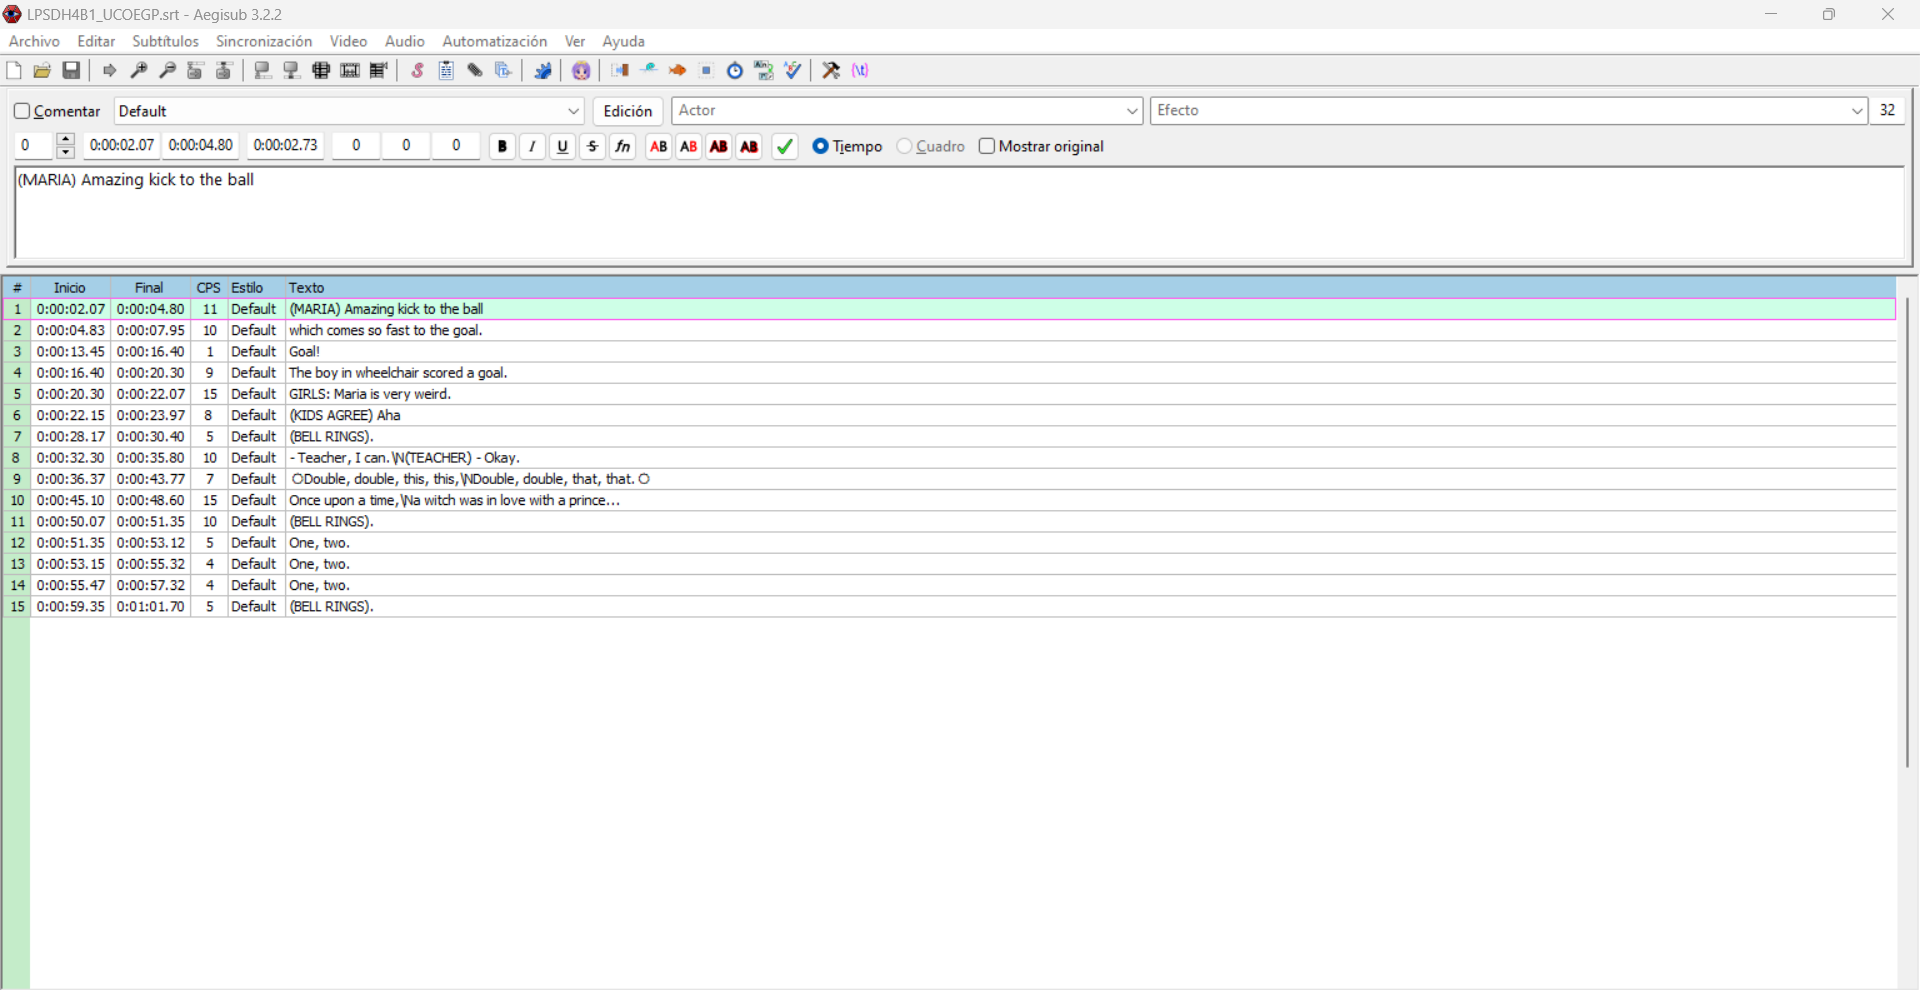 LPSDH4B1_UCOEGP.srt - Aegisub 3.2.2
Archivo Editar Subtítulos Sincronización Video Audio Automatización Ver Ayuda
Comentar Default Edición Actor Efecto 32
0 0:00:02.07 0:00:04.80 0:00:02.73 0 0 0 B I U S fn AB AB AB AB Tiempo Cuadro Mostrar original
(MARIA) Amazing kick to the ball
# Inicio Final CPS Estilo Texto
1 0:00:02.07 0:00:04.80 11 Default (MARIA) Amazing kick to the ball
2 0:00:04.83 0:00:07.95 10 Default which comes so fast to the goal.
3 0:00:13.45 0:00:16.40 1 Default Goal!
4 0:00:16.40 0:00:20.30 9 Default The boy in wheelchair scored a goal.
5 0:00:20.30 0:00:22.07 15 Default GIRLS: Maria is very weird.
6 0:00:22.15 0:00:23.97 8 Default (KIDS AGREE) Aha
7 0:00:28.17 0:00:30.40 5 Default (BELL RINGS).
8 0:00:32.30 0:00:35.80 10 Default - Teacher, I can.\N(TEACHER) - Okay.
9 0:00:36.37 0:00:43.77 7 Default Double, double, this, this,\NDouble, double, that, that.
10 0:00:45.10 0:00:48.60 15 Default Once upon a time,\Na witch was in love with a prince...
11 0:00:50.07 0:00:51.35 10 Default (BELL RINGS).
12 0:00:51.35 0:00:53.12 5 Default One, two.
13 0:00:53.15 0:00:55.32 4 Default One, two.
14 0:00:55.47 0:00:57.32 4 Default One, two.
15 0:00:59.35 0:01:01.70 5 Default (BELL RINGS).